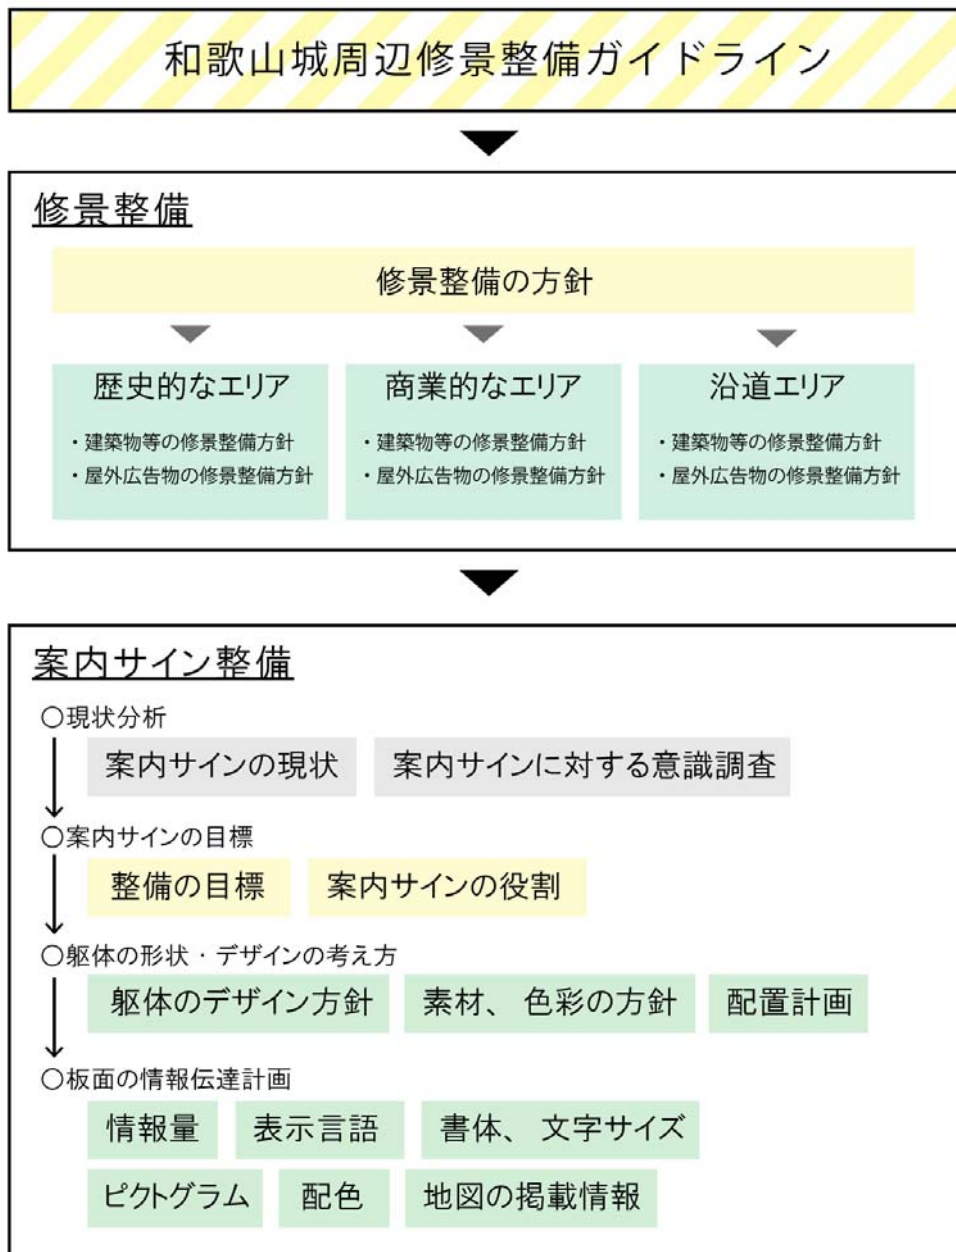 和歌山城周辺修景整備ガイドライン
修景整備
修景整備の方針
歴史的なエリア
・建築物等の修景整備方針
・屋外広告物の修景整備方針
商業的なエリア
・建築物等の修景整備方針
・屋外広告物の修景整備方針
沿道エリア
・建築物等の修景整備方針
・屋外広告物の修景整備方針
案内サイン整備
○現状分析
案内サインの現状 案内サインに対する意識調査
○案内サインの目標
整備の目標 案内サインの役割
○躯体の形状・デザインの考え方
躯体のデザイン方針 素材、色彩の方針 配置計画
○板面の情報伝達計画
情報量 表示言語 書体、文字サイズ
ピクトグラム 配色 地図の掲載情報